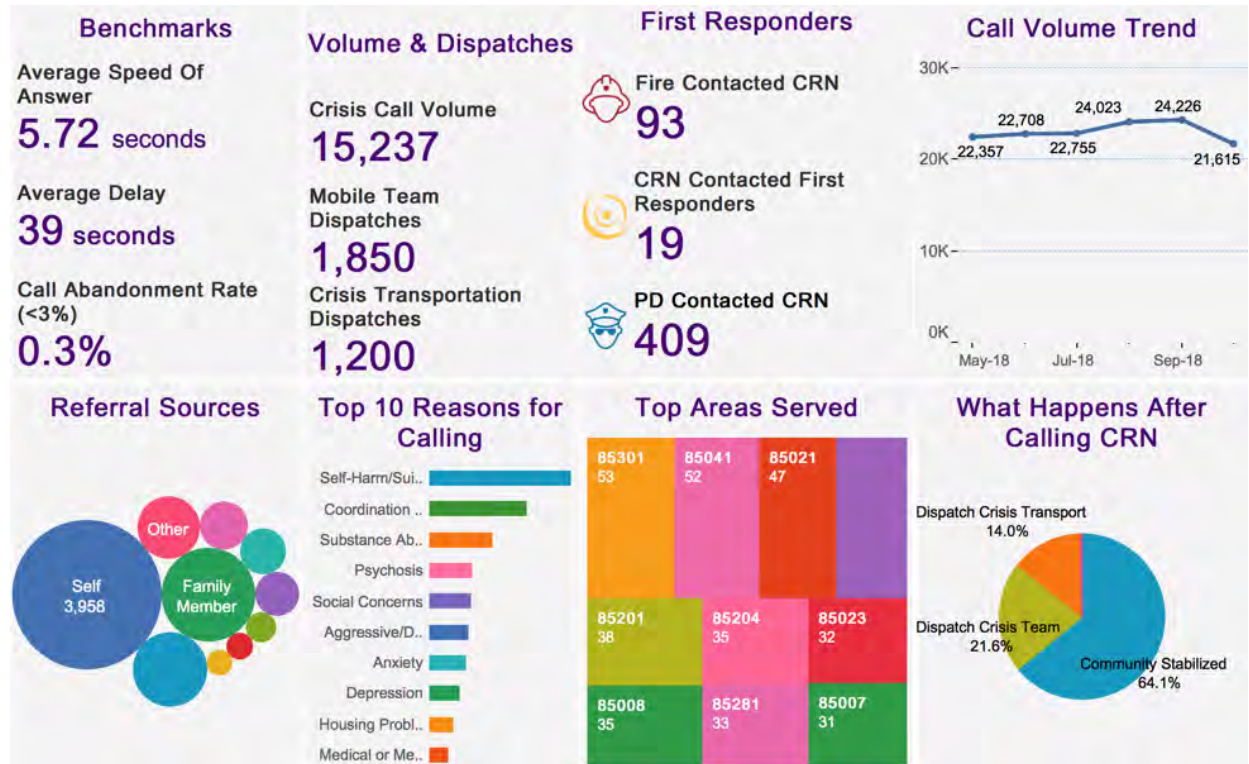 Benchmarks
Average Speed Of
Answer
5.72 seconds
Average Delay
39 seconds
Call Abandonment Rate
(<3%)
0.3%
Volume & Dispatches
Crisis Call Volume
15,237
Mobile Team
Dispatches
1,850
Crisis Transportation
Dispatches
1,200
First Responders
Fire Contacted CRN
93
CRN Contacted First
Responders
19
PD Contacted CRN
409
Call Volume Trend
30K
20K
10K
0K
22,357
22,708
22,755
24,023
24,226
21,615
May-18
Jul-18
Sep-18
Referral Sources
Other
Self
3,958
Family
Member
Top 10 Reasons for
Calling
Self-Harm/Sui..
Coordination ..
Substance Ab..
Psychosis
Social Concerns
Aggressive/D..
Anxiety
Depression
Housing Probl..
Medical or Me..
Top Areas Served
85301
53
85041
52
85021
47
85201
38
85204
35
85023
32
85008
35
85281
33
85007
31
What Happens After
Calling CRN
Dispatch Crisis Transport
14.0%
Dispatch Crisis Team
21.6%
Community Stabilized
64.1%